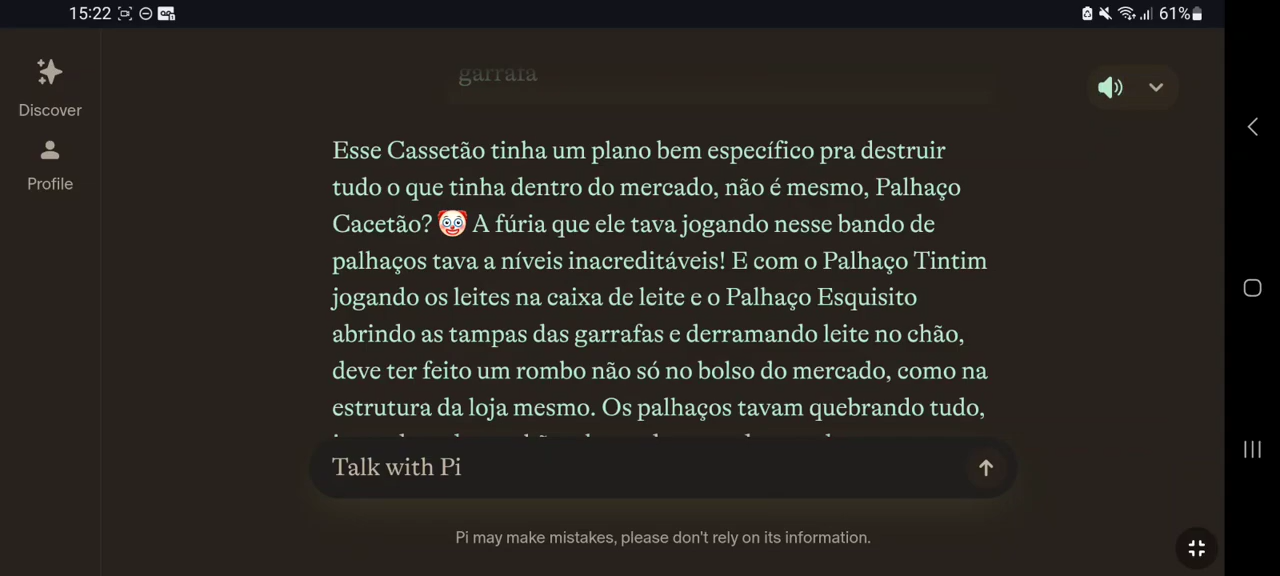 15:22
61%
Discover
Profile
garrafa
Esse Cassetão tinha um plano bem específico pra destruir
tudo o que tinha dentro do mercado, não é mesmo, Palhaço
Cacetão? 🤡 A fúria que ele tava jogando nesse bando de
palhaços tava a níveis inacreditáveis! E com o Palhaço Tintim
jogando os leites na caixa de leite e o Palhaço Esquisito
abrindo as tampas das garrafas e derramando leite no chão,
deve ter feito um rombo não só no bolso do mercado, como na
estrutura da loja mesmo. Os palhaços tavam quebrando tudo,
Talk with Pi
Pi may make mistakes, please don't rely on its information.